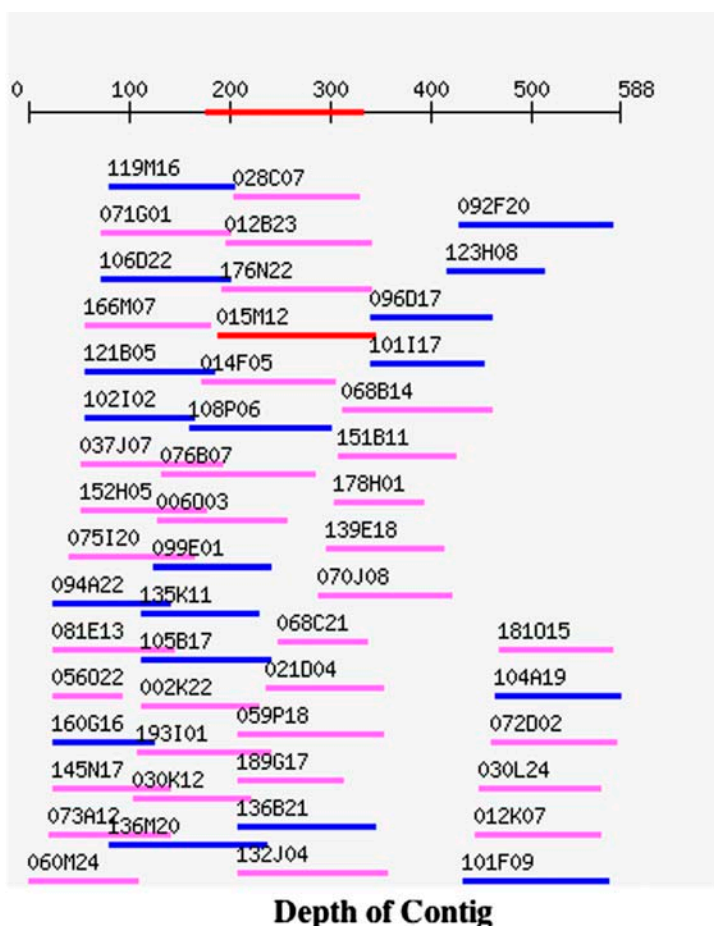 0 100 200 300 400 500 588
119M16 028C07
092F20
071G01 012B23
123H08
106D22 176N22
096D17
166M07 015M12
101I17
121B05 014F05
068B14
102I02 108P06
151B11
037J07 076B07
178H01
152H05 006O03
139E18
075I20 099E01
070J08
094A22 135K11
068C21 181O15
081E13 105B17
021D04 104A19
056O22 002K22
059P18 072D02
160G16 193I01
189G17 030L24
145N17 030K12
136B21 012K07
073A12 136M20
132J04 101F09
060M24
Depth of Contig